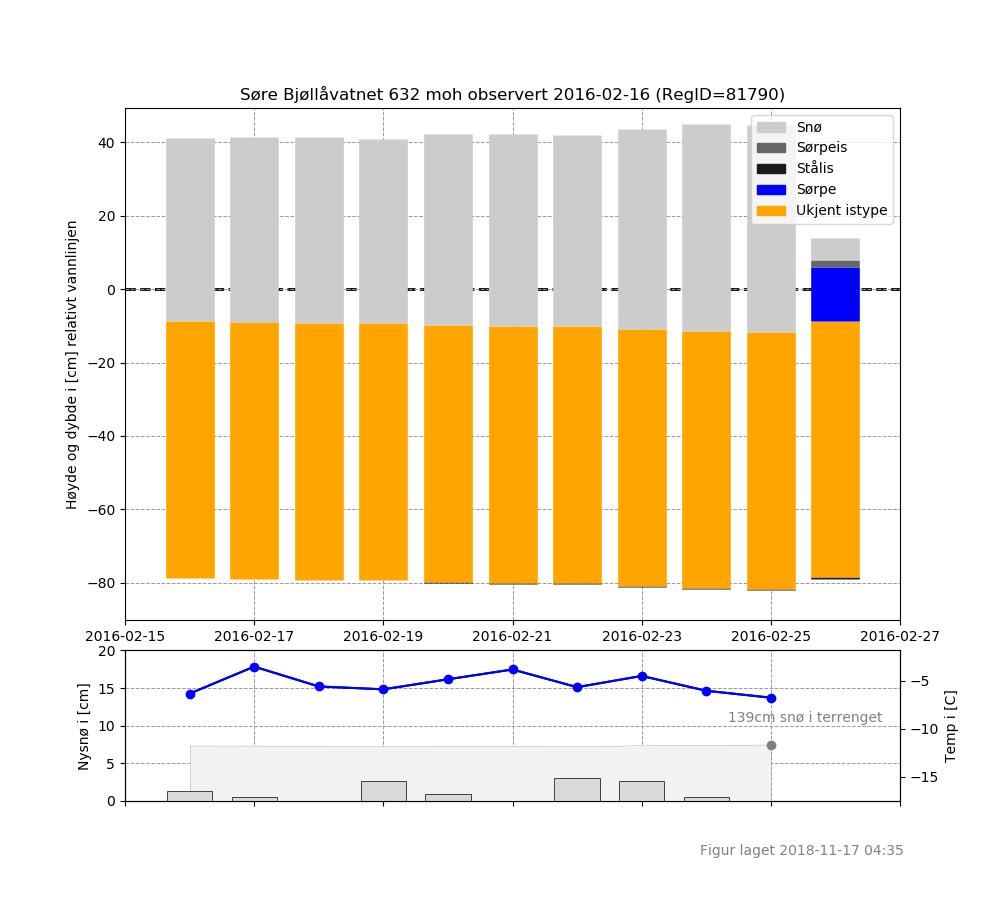 Søre Bjøllåvatnet 632 moh observert 2016-02-16 (RegID=81790)
Høyde og dybde i [cm] relativt vannlinjen
40
20
0
−20
−40
−60
−80
Snø
Sørpeis
Stålis
Sørpe
Ukjent istype
2016-02-15
2016-02-17
2016-02-19
2016-02-21
2016-02-23
2016-02-25
2016-02-27
Nysnø i [cm]
20
15
10
5
0
139cm snø i terrenget
−5
−10
−15
Temp i [C]
Figur laget 2018-11-17 04:35